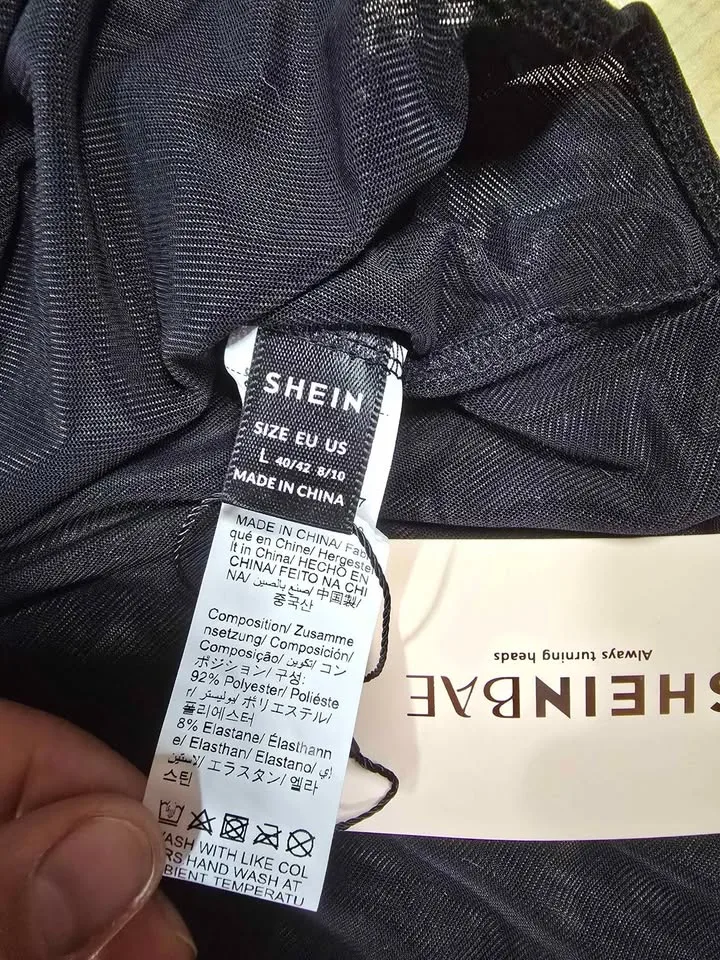 SHEIN
SIZE EU US
L 40/42 8/10
MADE IN CHINA
7
MADE IN CHINA/ Fab
qué en Chine/ Hergeste
lt in China/ HECHO EN
CHINA/ FEITO NA CHI
NA/ صنع بالصين/ 中国製/
중국산
Composition/ Zusamme
nsetzung/ Composición/
Composição/ تكوين/ コン
ポジション/ 구성:
92% Polyester/ Polièste
r/ بوليستر/ ポリエステル/
폴리에스터
8% Elastane/ Élasthann
e/ Elasthan/ Elastano/ إي
لاستين/ エラスタン/ 엘라
스틴
ASH WITH LIKE COL
RS HAND WASH AT
BIENT TEMPERATU
SHEINBAE
Always turning heads